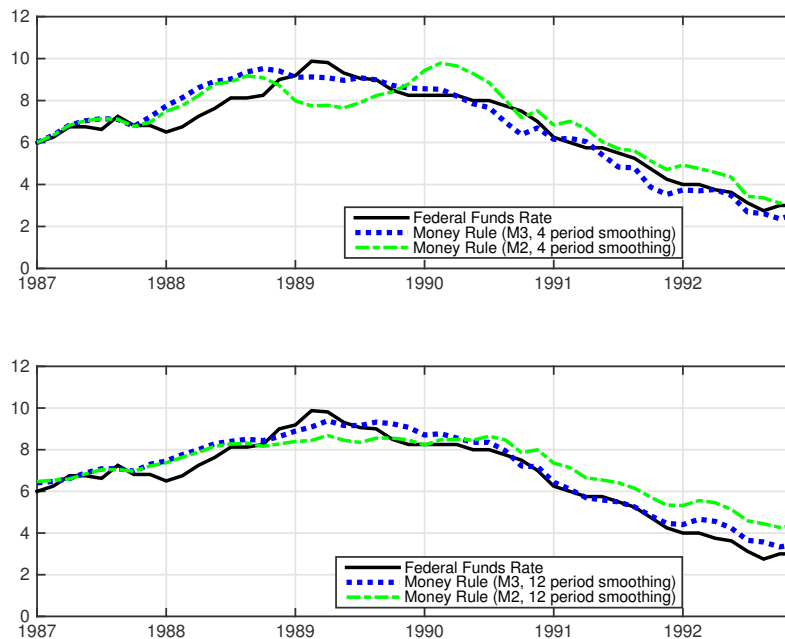 12
10
8
6
4
2
0
Federal Funds Rate
Money Rule (M3, 4 period smoothing)
Money Rule (M2, 4 period smoothing)
1987 1988 1989 1990 1991 1992
12
10
8
6
4
2
0
Federal Funds Rate
Money Rule (M3, 12 period smoothing)
Money Rule (M2, 12 period smoothing)
1987 1988 1989 1990 1991 1992